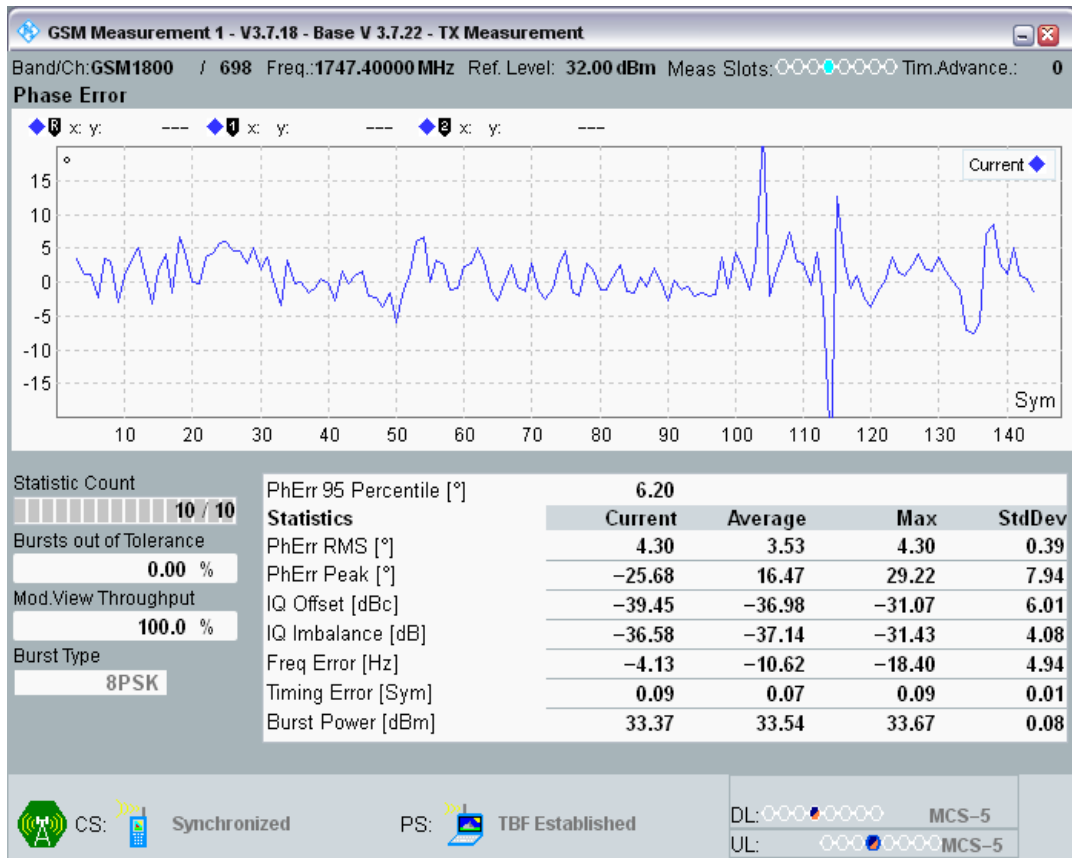 GSM Measurement 1 - V3.7.18 - Base V 3.7.22 - TX Measurement
Band/Ch:GSM1800 / 698 Freq.:1747.40000 MHz Ref. Level: 32.00 dBm Meas Slots: Tim.Advance.: 0
Phase Error
R x: y: --- 1 x: y: --- 2 x: y: ---
° Current
15
10
5
0
-5
-10
-15
Sym
10 20 30 40 50 60 70 80 90 100 110 120 130 140
Statistic Count
10 / 10
Bursts out of Tolerance
0.00 %
Mod.View Throughput
100.0 %
Burst Type
8PSK
PhErr 95 Percentile [°] 6.20
Statistics Current Average Max StdDev
PhErr RMS [°] 4.30 3.53 4.30 0.39
PhErr Peak [°] −25.68 16.47 29.22 7.94
IQ Offset [dBc] −39.45 −36.98 −31.07 6.01
IQ Imbalance [dB] −36.58 −37.14 −31.43 4.08
Freq Error [Hz] −4.13 −10.62 −18.40 4.94
Timing Error [Sym] 0.09 0.07 0.09 0.01
Burst Power [dBm] 33.37 33.54 33.67 0.08
CS: Synchronized PS: TBF Established
DL: MCS−5
UL: MCS−5